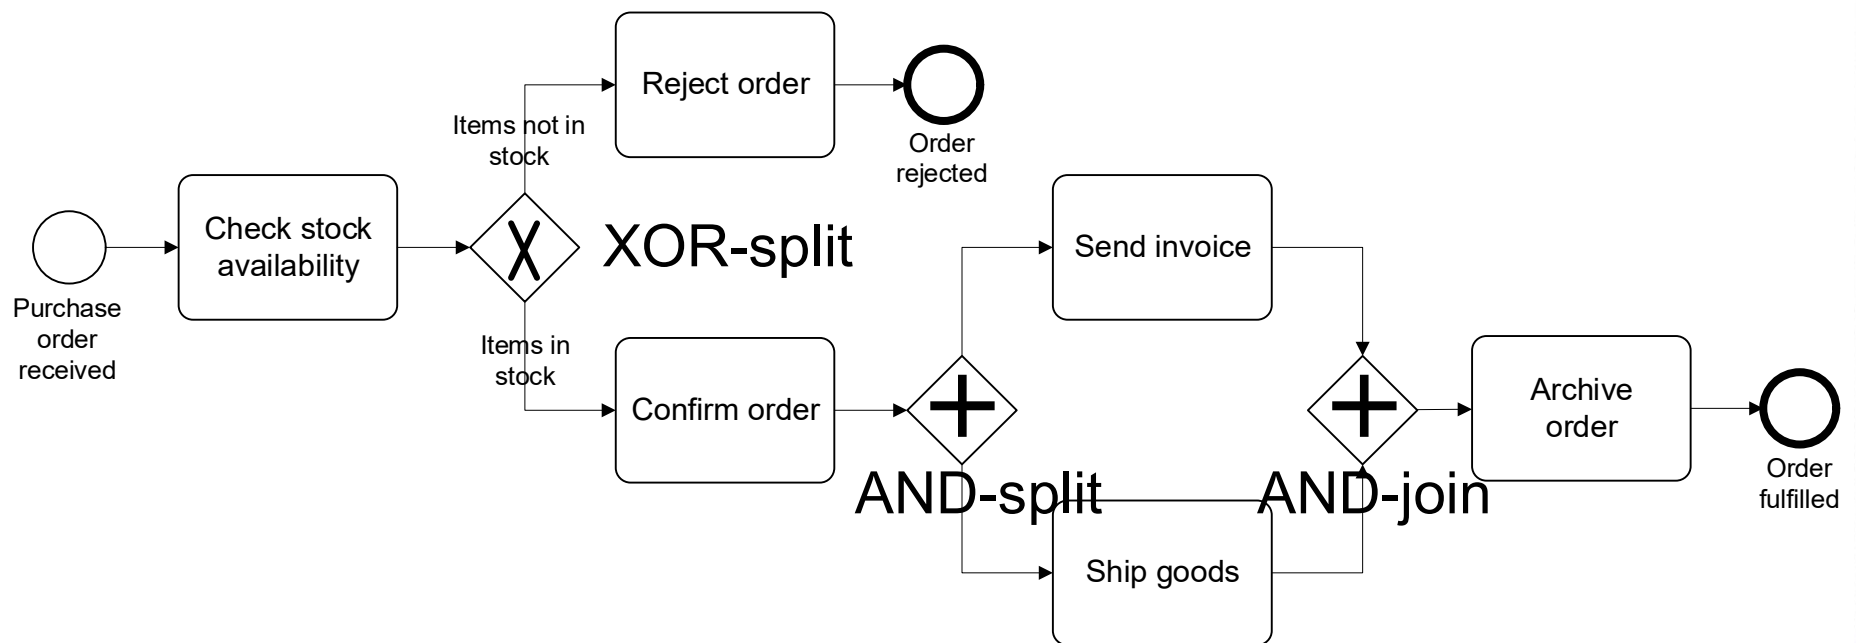 Purchase
order
received
Check stock
availability
Items not in
stock
Reject order
Order
rejected
XOR-split
Items in
stock
Confirm order
AND-split
Send invoice
Ship goods
AND-join
Archive
order
Order
fulfilled